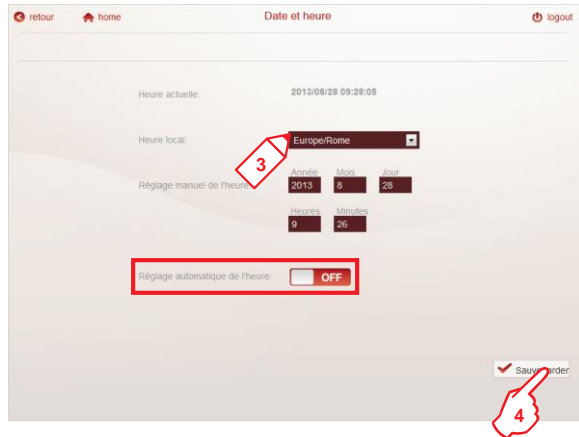 retour home Date et heure logout
Heure actuelle: 2013/08/28 09:28:05
Heure local: Europe/Rome
3
Année Mois Jour
Réglage manuel de l'heure: 2013 8 28
Heures Minutes
9 26
Réglage automatique de l'heure: OFF
Sauvegarder
4